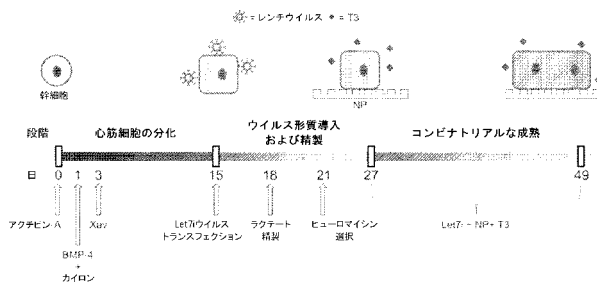 = レンチウイルス = T3
幹細胞
NP
段階 心筋細胞の分化 ウイルス形質導入および精製 コンビナトリアルな成熟
日 0 1 3 15 18 21 27 49
アクチビン-A Xav Let7iウイルス ラクテート ヒューロマイシン Let7i + NP+ T3
トランスフェクション 精製 選択
BMP-4
+
カイロン